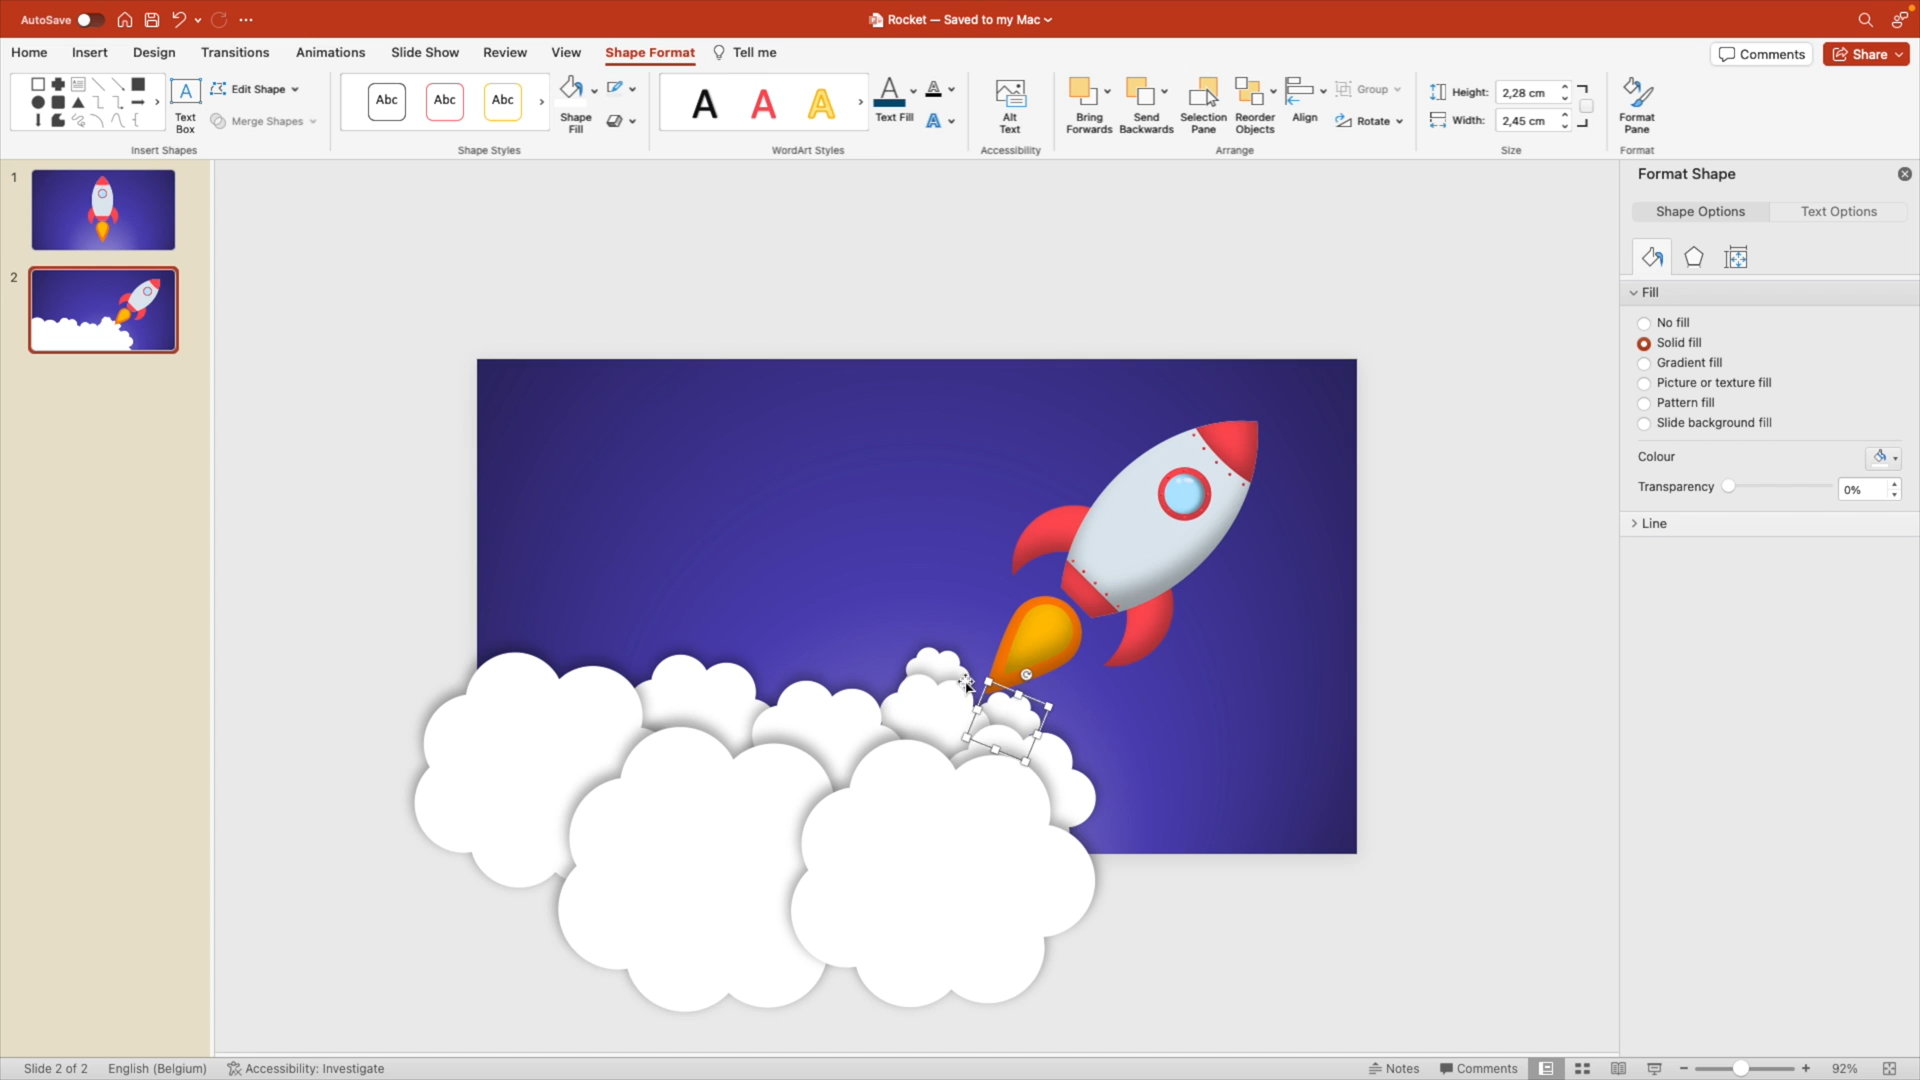 AutoSave
Rocket — Saved to my Mac
Home Insert Design Transitions Animations Slide Show Review View Shape Format Tell me
Comments Share
Text Box
Edit Shape
Merge Shapes
Insert Shapes
Abc Abc Abc
Shape Fill
Shape Styles
A A A
Text Fill
WordArt Styles
Alt Text
Accessibility
Bring Forwards
Send Backwards
Selection Pane
Reorder Objects
Align
Group
Rotate
Arrange
Height: 2,28 cm
Width: 2,45 cm
Size
Format Pane
Format
1
2
Format Shape
Shape Options Text Options
Fill
No fill
Solid fill
Gradient fill
Picture or texture fill
Pattern fill
Slide background fill
Colour
Transparency 0%
Line
Slide 2 of 2 English (Belgium) Accessibility: Investigate
Notes Comments 92%